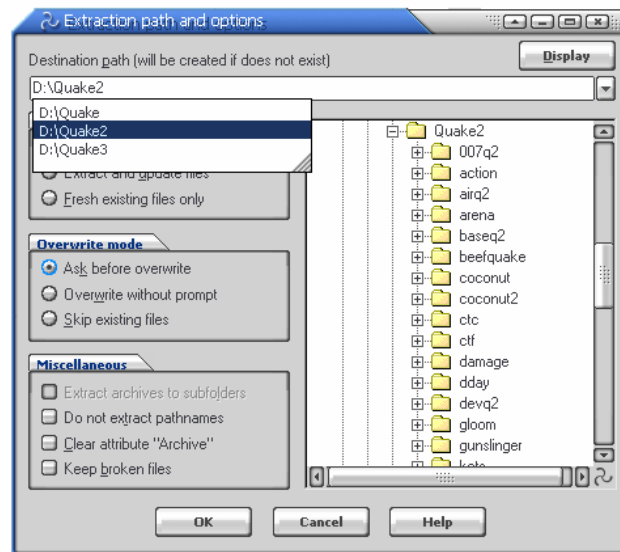 Extraction path and options
Destination path (will be created if does not exist)
Display
D:\Quake2
D:\Quake
D:\Quake2
D:\Quake3
Extract and update files
Fresh existing files only
Overwrite mode
Ask before overwrite
Overwrite without prompt
Skip existing files
Miscellaneous
Extract archives to subfolders
Do not extract pathnames
Clear attribute "Archive"
Keep broken files
Quake2
007q2
action
airq2
arena
baseq2
beefquake
coconut
coconut2
ctc
ctf
damage
dday
devq2
gloom
gunslinger
OK
Cancel
Help